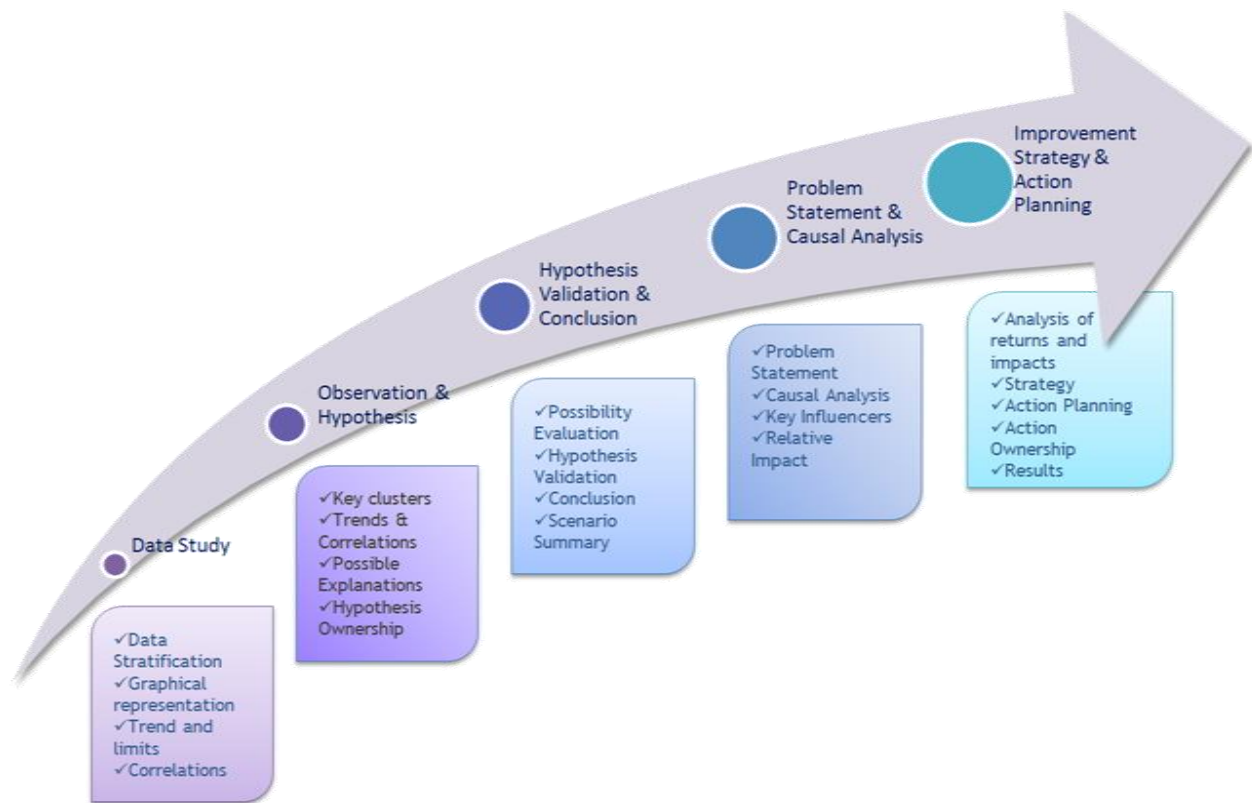 Data Study
✓Data
Stratification
✓Graphical
representation
✓Trend and
limits
✓Correlations
Observation &
Hypothesis
✓Key clusters
✓Trends &
Correlations
✓Possible
Explanations
✓Hypothesis
Ownership
Hypothesis
Validation &
Conclusion
✓Possibility
Evaluation
✓Hypothesis
Validation
✓Conclusion
✓Scenario
Summary
Problem
Statement &
Causal Analysis
✓Problem
Statement
✓Causal Analysis
✓Key Influencers
✓Relative
Impact
Improvement
Strategy &
Action
Planning
✓Analysis of
returns and
impacts
✓Strategy
✓Action Planning
✓Action
Ownership
✓Results